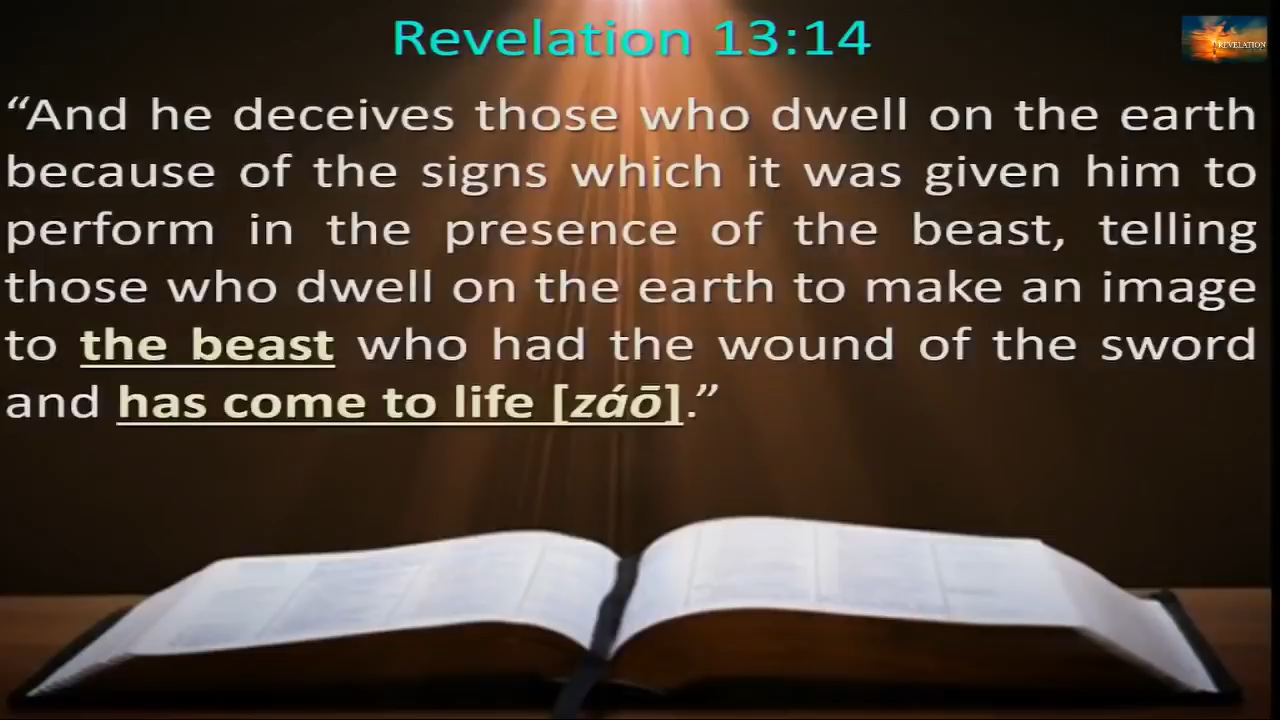 Revelation 13:14
REVELATION
“And he deceives those who dwell on the earth
because of the signs which it was given him to
perform in the presence of the beast, telling
those who dwell on the earth to make an image
to the beast who had the wound of the sword
and has come to life [záō].”